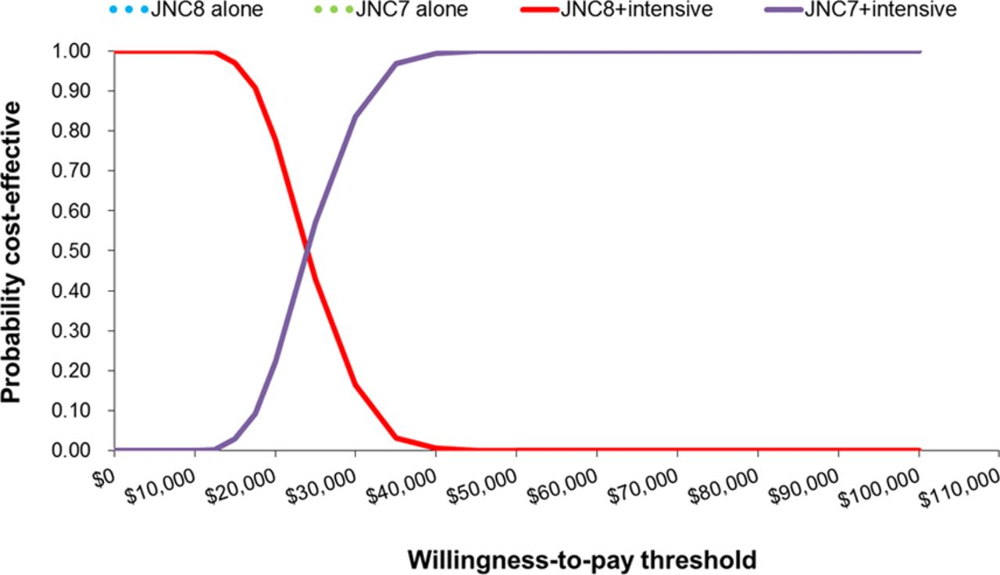 JNC8 alone JNC7 alone JNC8+intensive JNC7+intensive
1.00
0.90
0.80
0.70
0.60
0.50
0.40
0.30
0.20
0.10
0.00
Probability cost-effective
$0 $10,000 $20,000 $30,000 $40,000 $50,000 $60,000 $70,000 $80,000 $90,000 $100,000 $110,000
Willingness-to-pay threshold